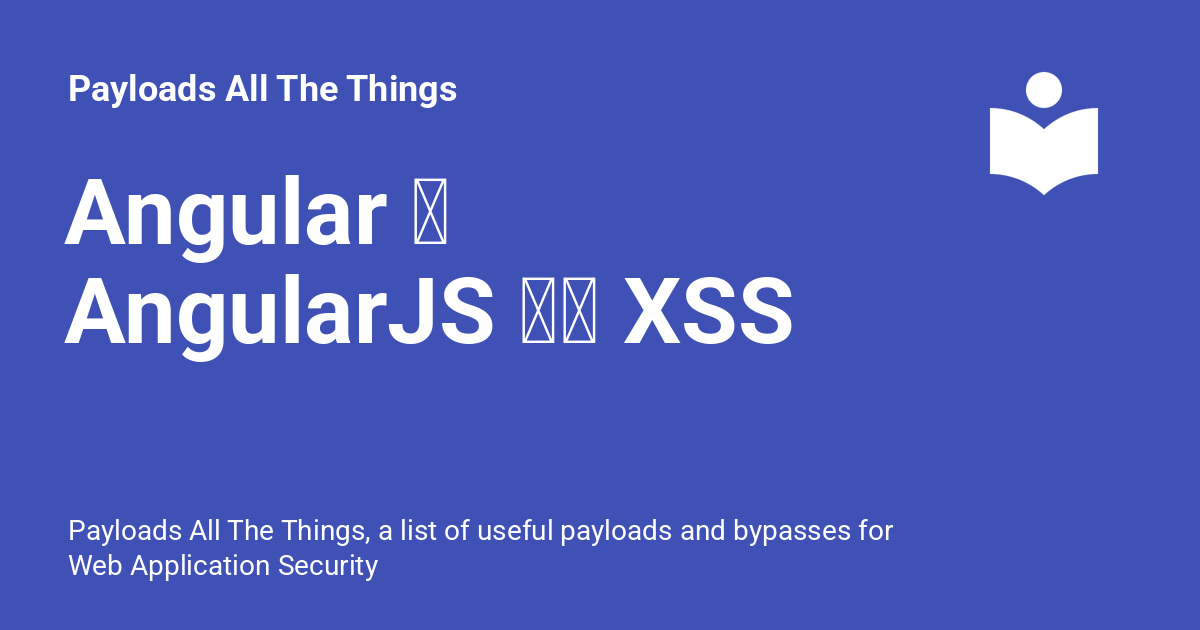 Payloads All The Things
Angular
AngularJS XSS
Payloads All The Things, a list of useful payloads and bypasses for
Web Application Security